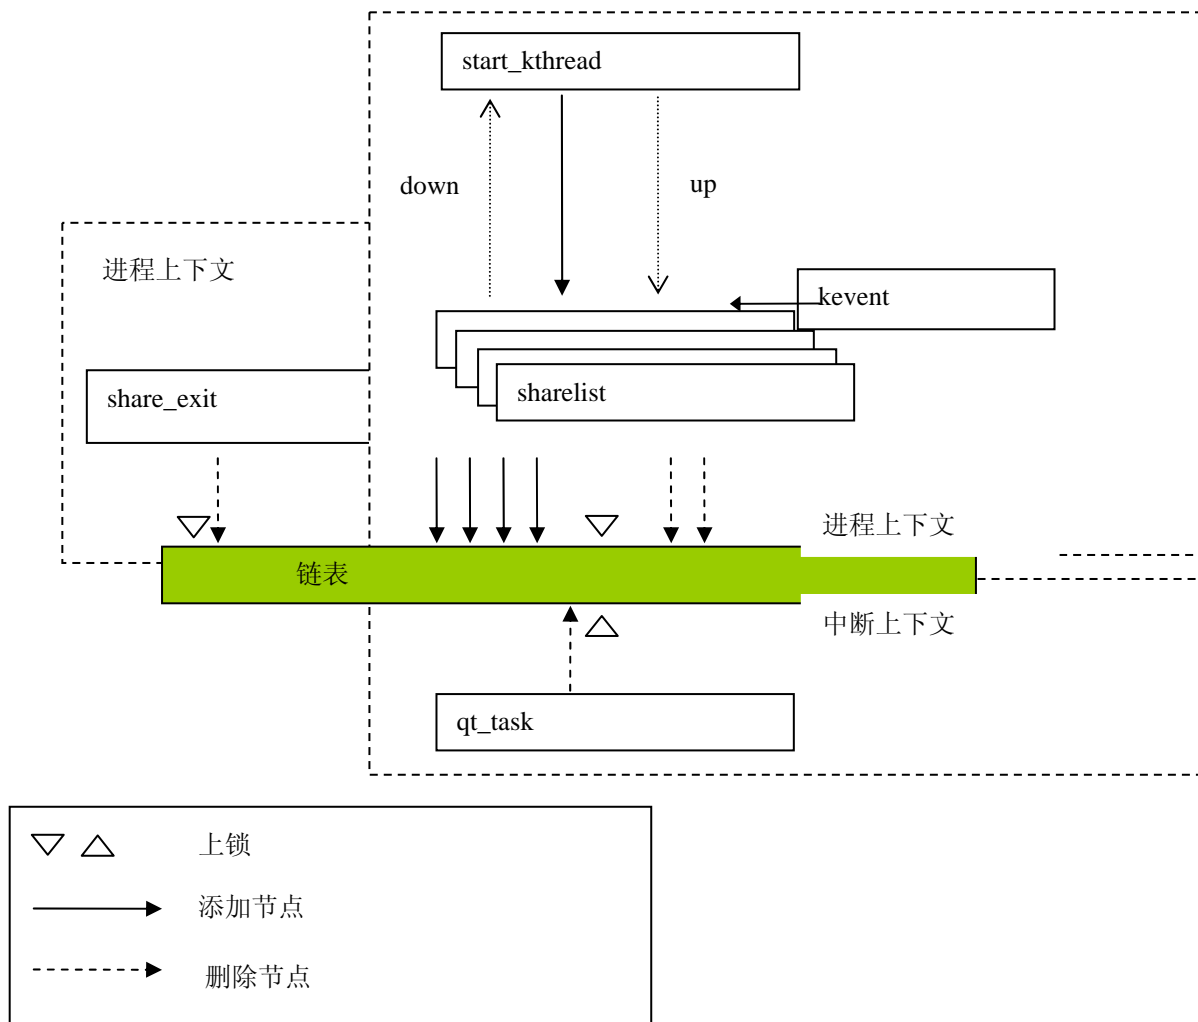 start_kthread
down
up
进程上下文
kevent
share_exit
sharelist
进程上下文
链表
中断上下文
qt_task
上锁
添加节点
删除节点